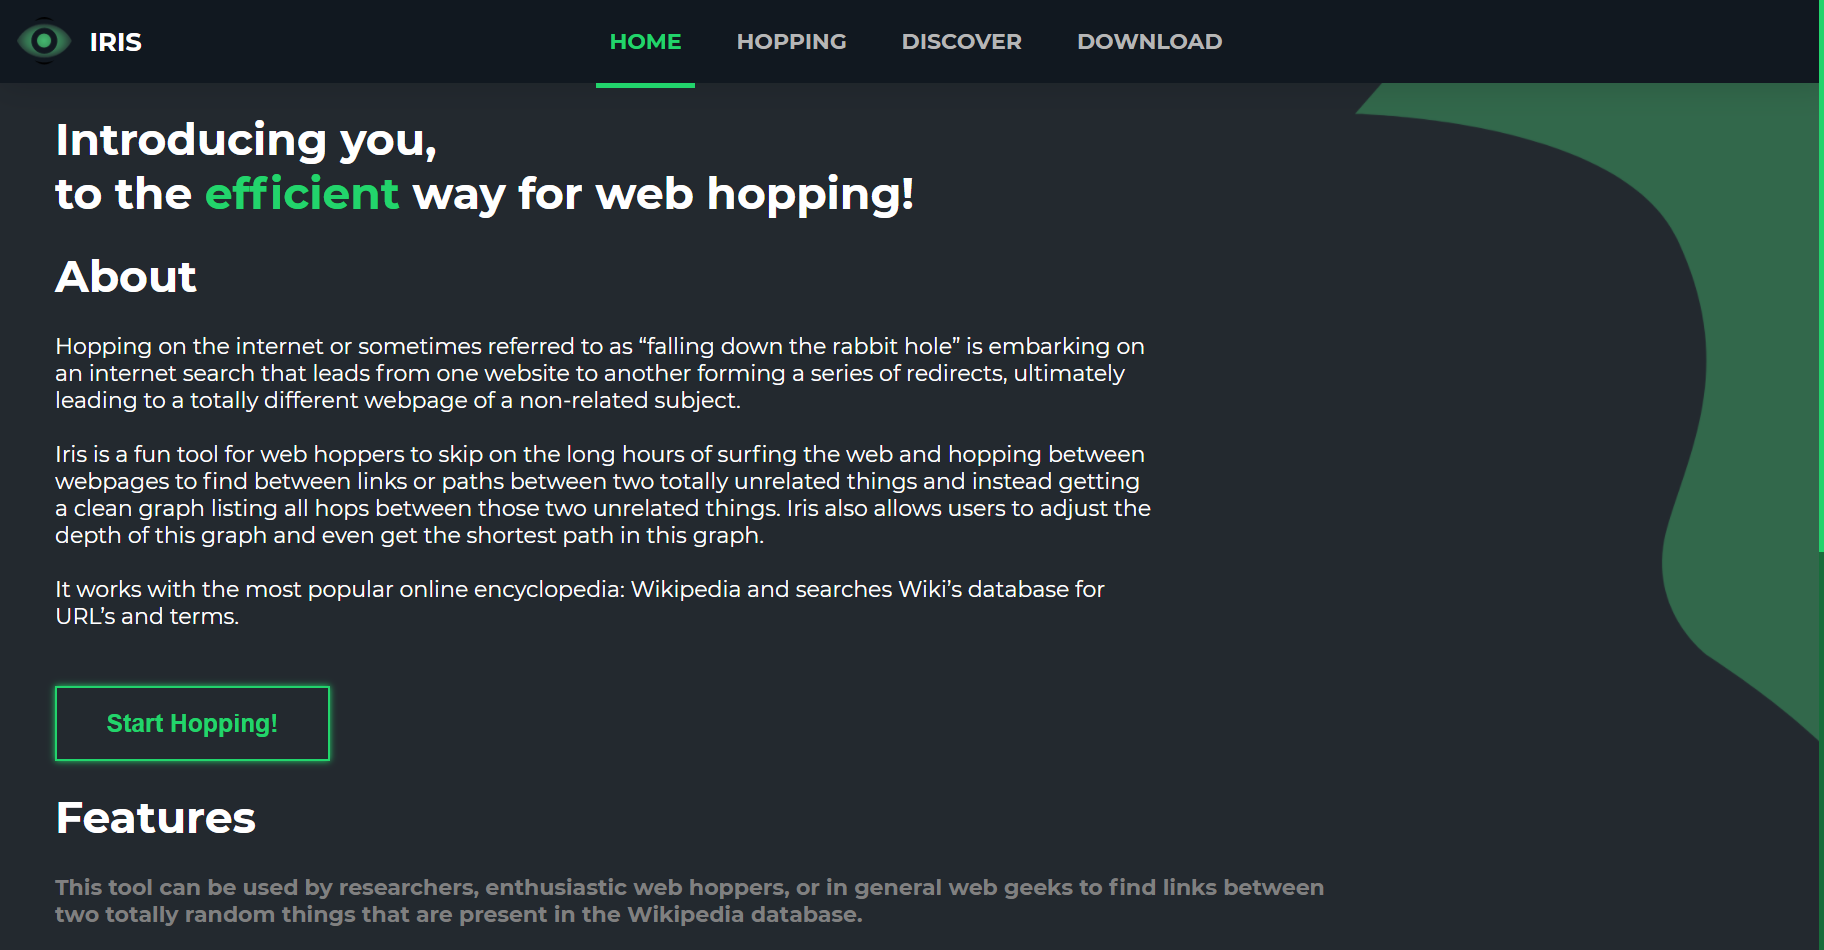 IRIS
HOME
HOPPING
DISCOVER
DOWNLOAD
Introducing you,
to the efficient way for web hopping!
About
Hopping on the internet or sometimes referred to as “falling down the rabbit hole” is embarking on
an internet search that leads from one website to another forming a series of redirects, ultimately
leading to a totally different webpage of a non-related subject.
Iris is a fun tool for web hoppers to skip on the long hours of surfing the web and hopping between
webpages to find between links or paths between two totally unrelated things and instead getting
a clean graph listing all hops between those two unrelated things. Iris also allows users to adjust the
depth of this graph and even get the shortest path in this graph.
It works with the most popular online encyclopedia: Wikipedia and searches Wiki’s database for
URL’s and terms.
Start Hopping!
Features
This tool can be used by researchers, enthusiastic web hoppers, or in general web geeks to find links between
two totally random things that are present in the Wikipedia database.